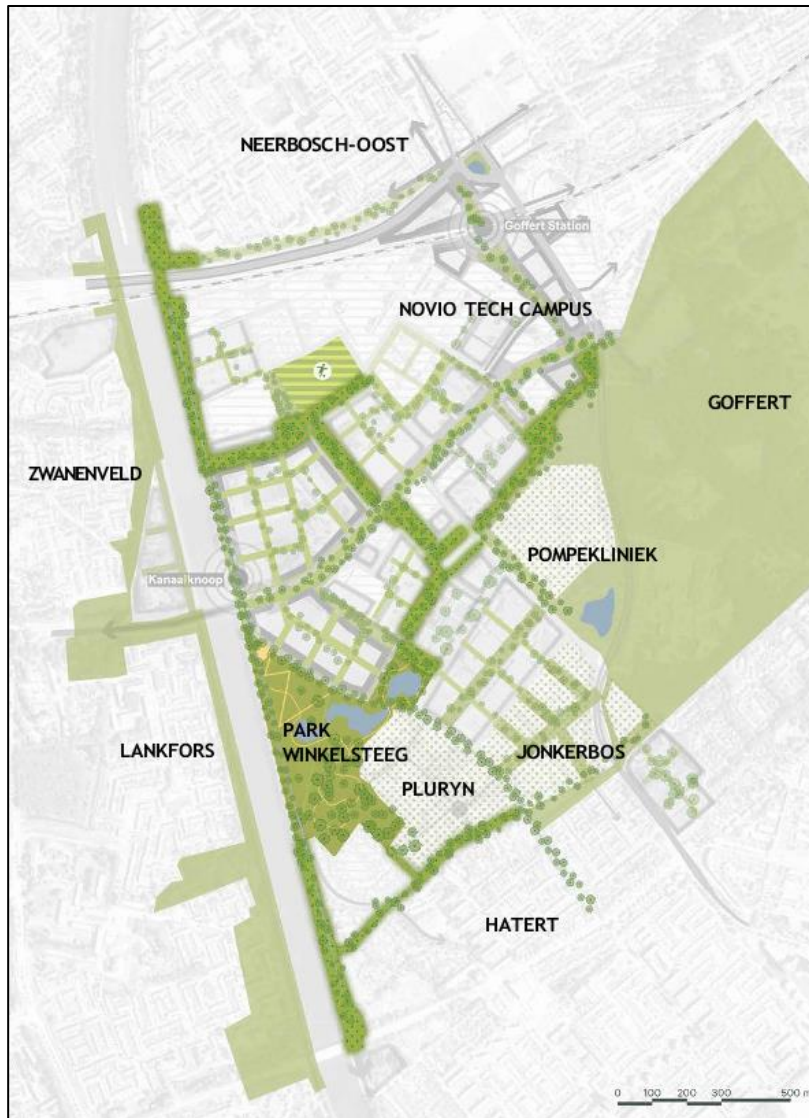 NEERBOSCH-OOST
Goffert Station
NOVIO TECH CAMPUS
GOFFERT
ZWANENVELD
POMPEKLINIEK
Kanaalknoop
LANKFORS
PARK
WINKELSTEEG
JONKERBOS
PLURYN
HATERT
0 100 200 300 500 m